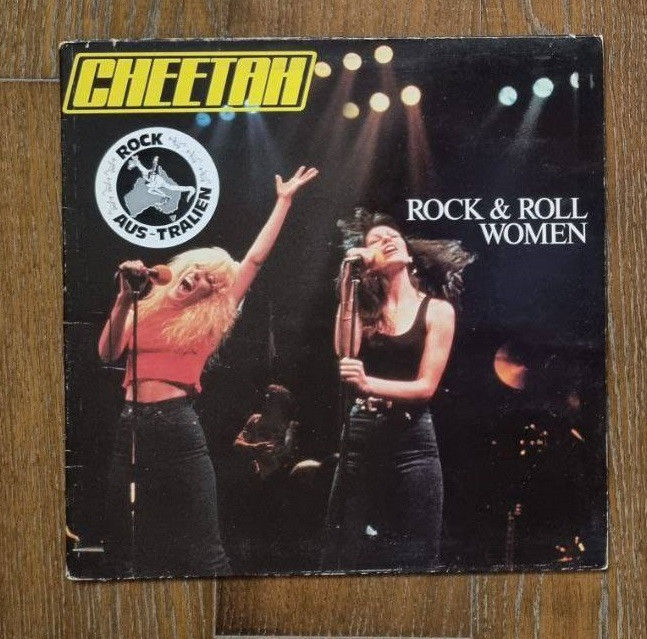 CHEETAH
ROCK
AUS-TRALIEN
ROCK & ROLL
WOMEN